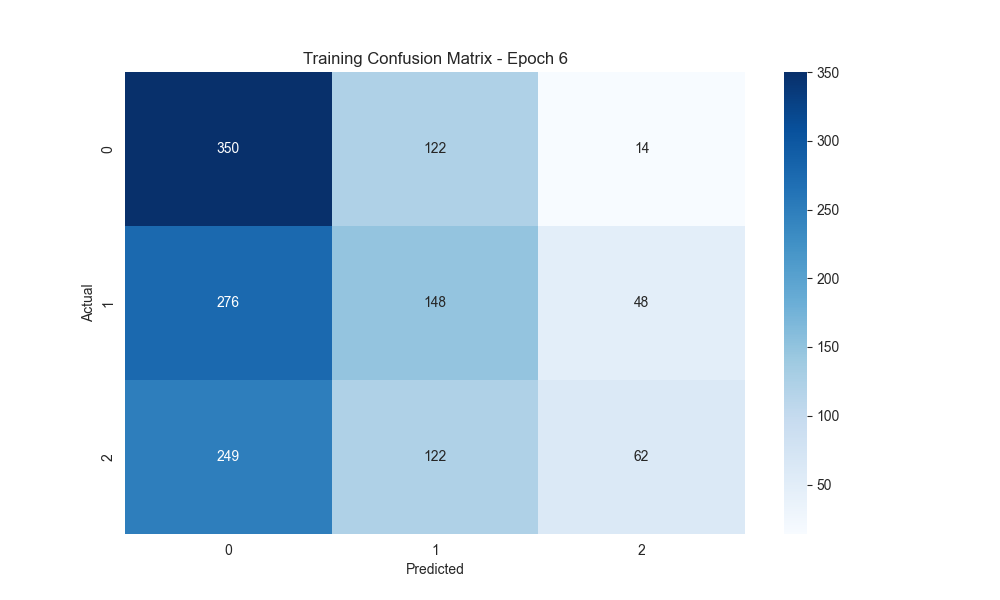 Training Confusion Matrix - Epoch 6
0 350 122 14
1 276 148 48
2 249 122 62
Actual
0 1 2
Predicted
350
300
250
200
150
100
50